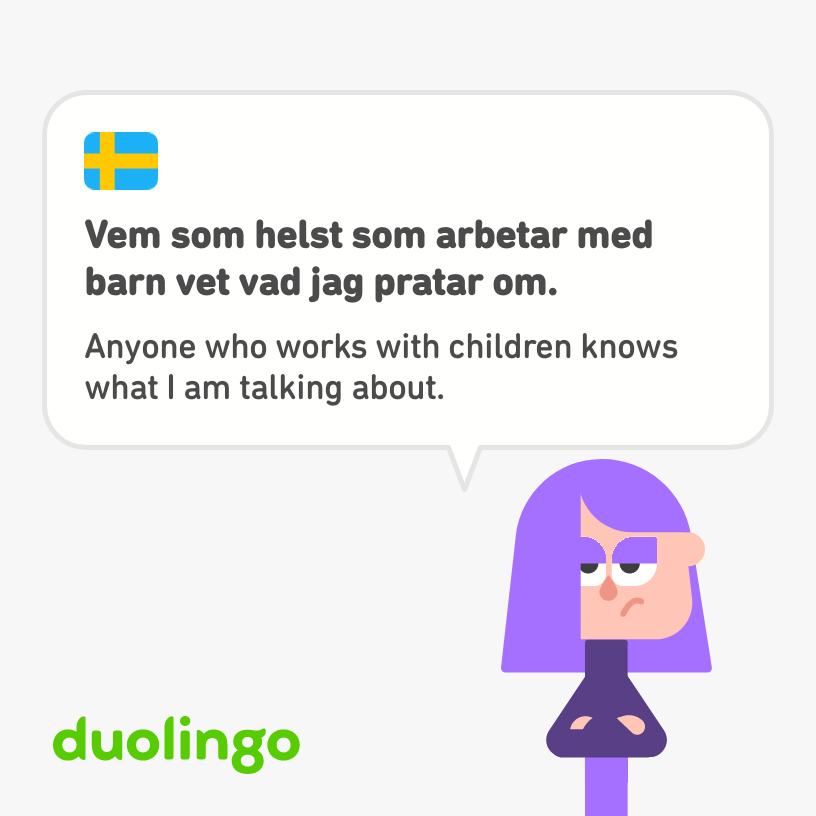 Vem som helst som arbetar med
barn vet vad jag pratar om.
Anyone who works with children knows
what I am talking about.
duolingo